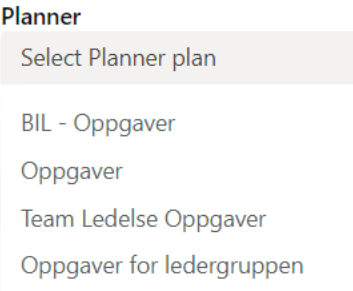 Planner
Select Planner plan
BIL - Oppgaver
Oppgaver
Team Ledelse Oppgaver
Oppgaver for ledergruppen